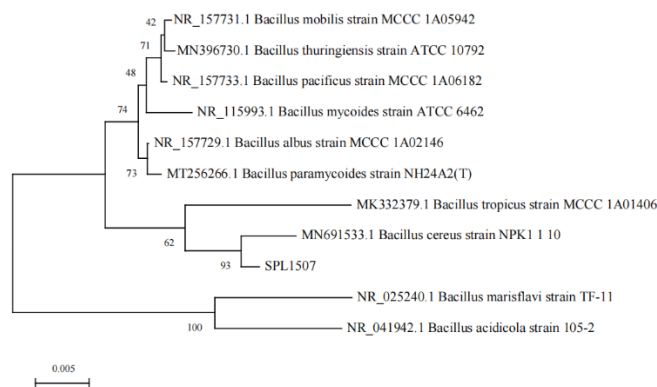 42
NR_157731.1 Bacillus mobilis strain MCCC 1A05942
71
MN396730.1 Bacillus thuringiensis strain ATCC 10792
48
NR_157733.1 Bacillus pacificus strain MCCC 1A06182
74
NR_115993.1 Bacillus mycoides strain ATCC 6462
NR_157729.1 Bacillus albus strain MCCC 1A02146
73
MT256266.1 Bacillus paramycoides strain NH24A2(T)
MK332379.1 Bacillus tropicus strain MCCC 1A01406
62
MN691533.1 Bacillus cereus strain NPK1 1 10
93
SPL1507
NR_025240.1 Bacillus marisflavi strain TF-11
100
NR_041942.1 Bacillus acidicola strain 105-2
0.005